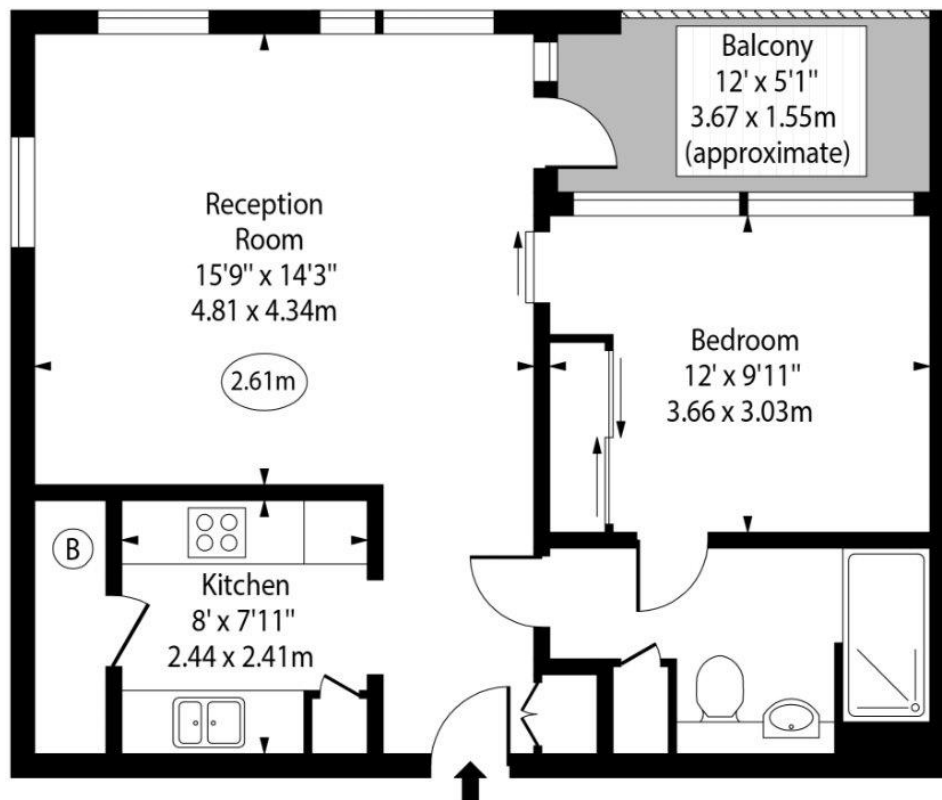 Balcony
12' x 5'1"
3.67 x 1.55m
(approximate)
Reception
Room
15'9" x 14'3"
4.81 x 4.34m
2.61m
Bedroom
12' x 9'11"
3.66 x 3.03m
B
Kitchen
8' x 7'11"
2.44 x 2.41m